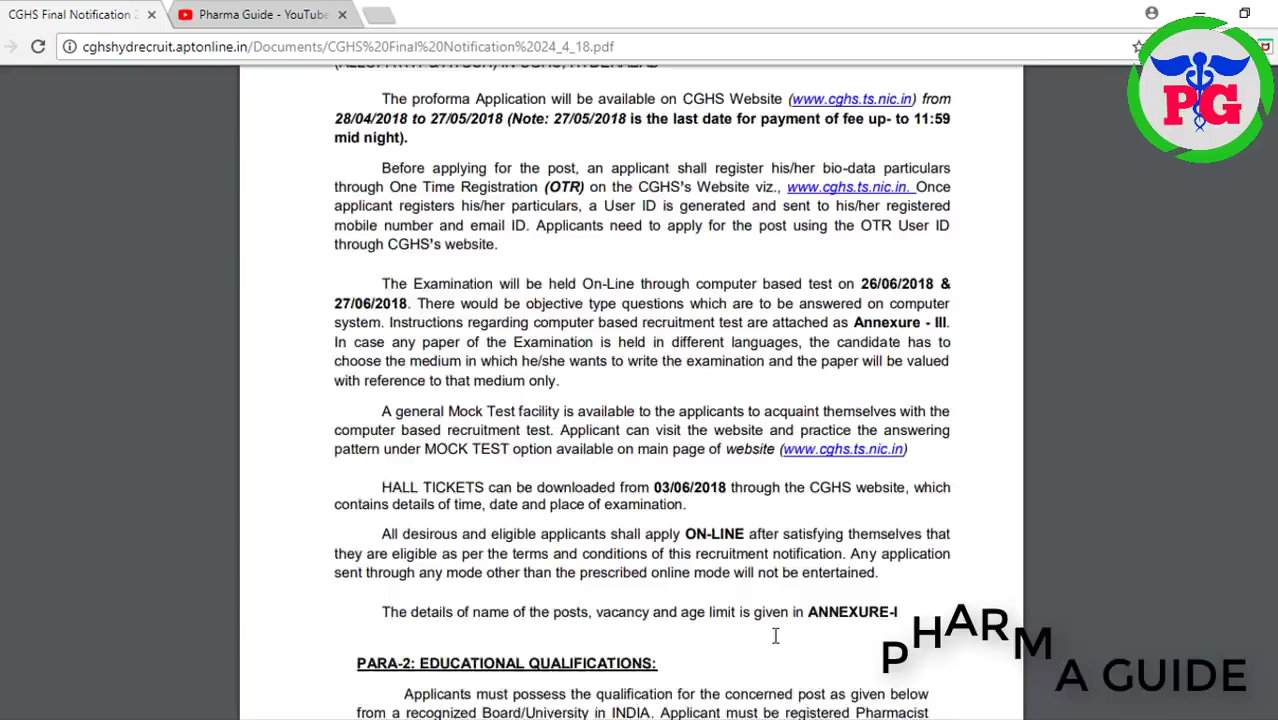 CGHS Final Notification 2
Pharma Guide - YouTube
cghshydrecruit.aptonline.in/Documents/CGHS%20Final%20Notification%2024_4_18.pdf
PG
The proforma Application will be available on CGHS Website (www.cghs.ts.nic.in) from
28/04/2018 to 27/05/2018 (Note: 27/05/2018 is the last date for payment of fee up- to 11:59
mid night).
Before applying for the post, an applicant shall register his/her bio-data particulars
through One Time Registration (OTR) on the CGHS's Website viz., www.cghs.ts.nic.in. Once
applicant registers his/her particulars, a User ID is generated and sent to his/her registered
mobile number and email ID. Applicants need to apply for the post using the OTR User ID
through CGHS's website.
The Examination will be held On-Line through computer based test on 26/06/2018 &
27/06/2018. There would be objective type questions which are to be answered on computer
system. Instructions regarding computer based recruitment test are attached as Annexure - III.
In case any paper of the Examination is held in different languages, the candidate has to
choose the medium in which he/she wants to write the examination and the paper will be valued
with reference to that medium only.
A general Mock Test facility is available to the applicants to acquaint themselves with the
computer based recruitment test. Applicant can visit the website and practice the answering
pattern under MOCK TEST option available on main page of website (www.cghs.ts.nic.in)
HALL TICKETS can be downloaded from 03/06/2018 through the CGHS website, which
contains details of time, date and place of examination.
All desirous and eligible applicants shall apply ON-LINE after satisfying themselves that
they are eligible as per the terms and conditions of this recruitment notification. Any application
sent through any mode other than the prescribed online mode will not be entertained.
The details of name of the posts, vacancy and age limit is given in ANNEXURE-I
PHARMA GUIDE
PARA-2: EDUCATIONAL QUALIFICATIONS:
Applicants must possess the qualification for the concerned post as given below
from a recognized Board/University in INDIA. Applicant must be registered Pharmacist